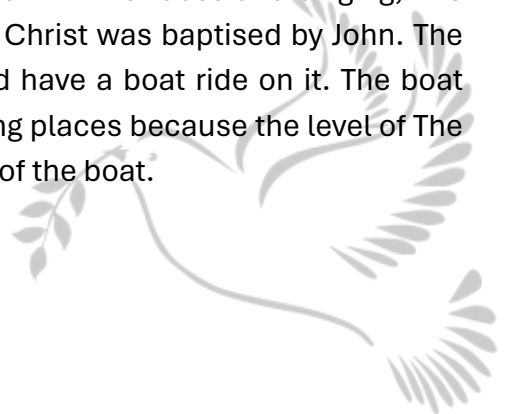 Christ was baptised by John. The
have a boat ride on it. The boat
places because the level of The
of the boat.